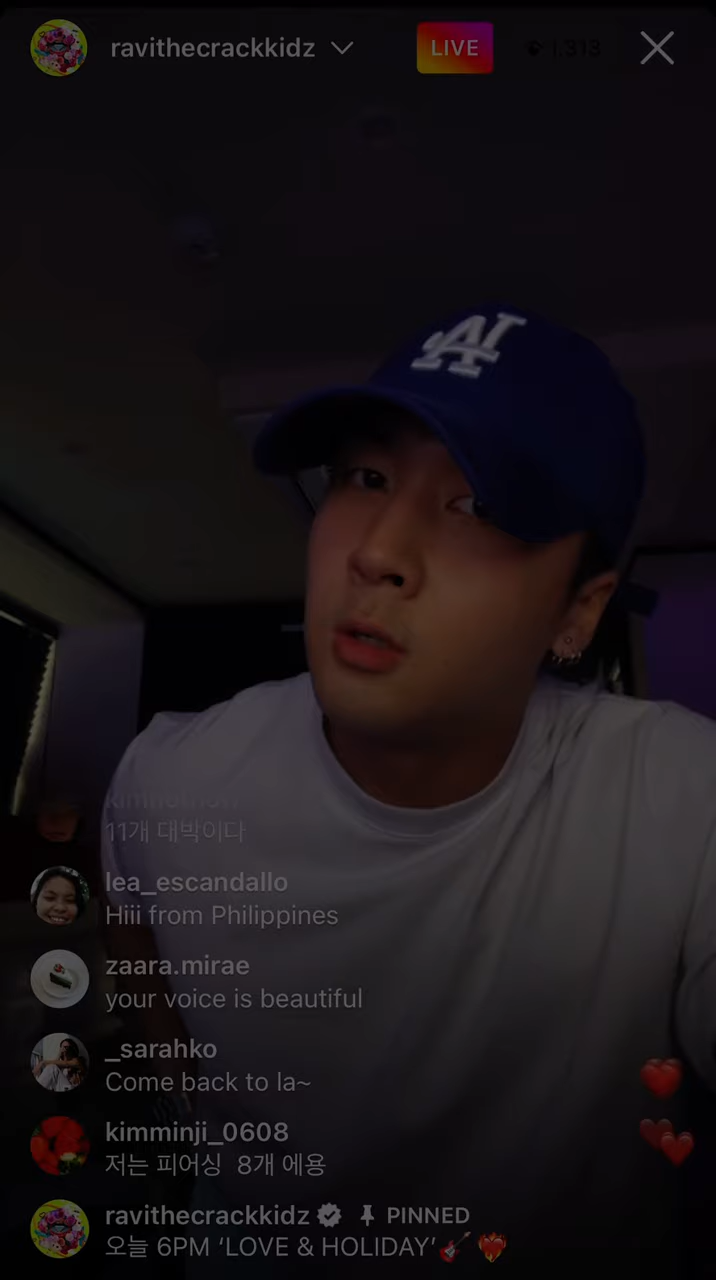 ravithecrackkidz
LIVE
1,313
LA
11개 대박이다
lea_escandallo
Hiii from Philippines
zaara.mirae
your voice is beautiful
_sarahko
Come back to la~
kimminji_0608
저는 피어싱 8개 에용
ravithecrackkidz PINNED
오늘 6PM ‘LOVE & HOLIDAY’🎸❤️‍🔥